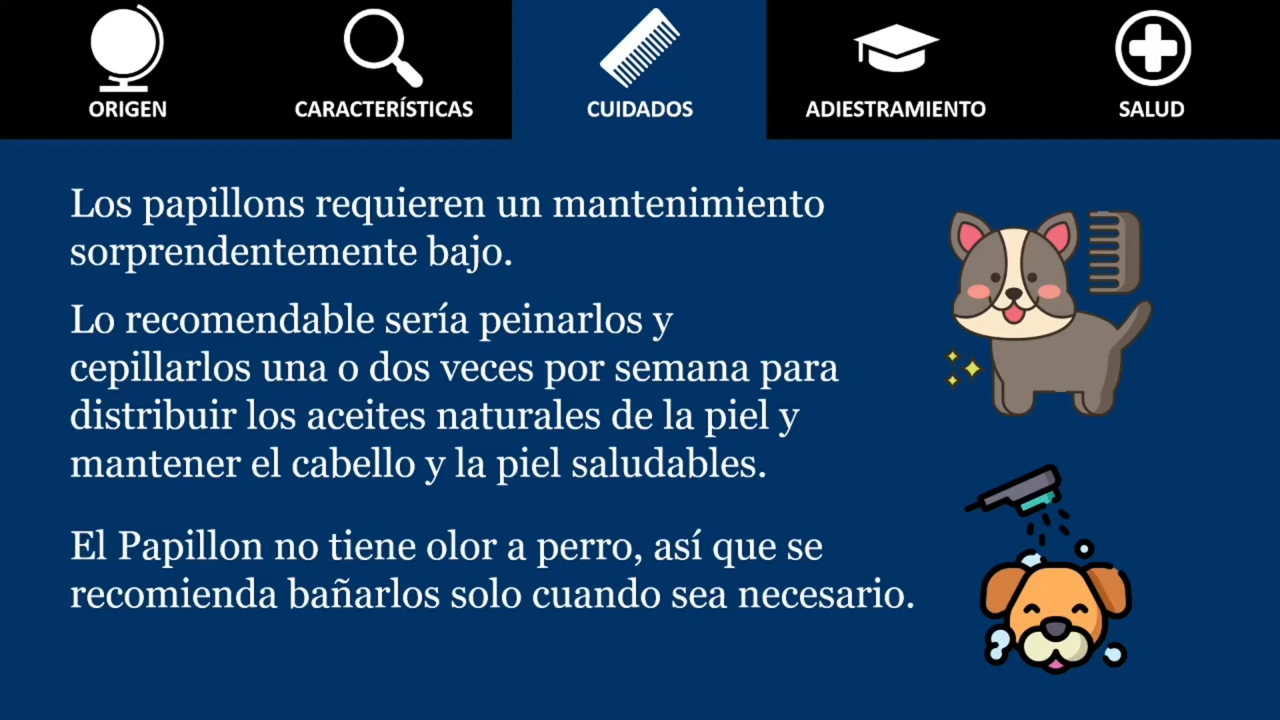 ORIGEN
CARACTERÍSTICAS
CUIDADOS
ADIESTRAMIENTO
SALUD
Los papillons requieren un mantenimiento
sorprendentemente bajo.
Lo recomendable sería peinarlos y
cepillarlos una o dos veces por semana para
distribuir los aceites naturales de la piel y
mantener el cabello y la piel saludables.
El Papillon no tiene olor a perro, así que se
recomienda bañarlos solo cuando sea necesario.